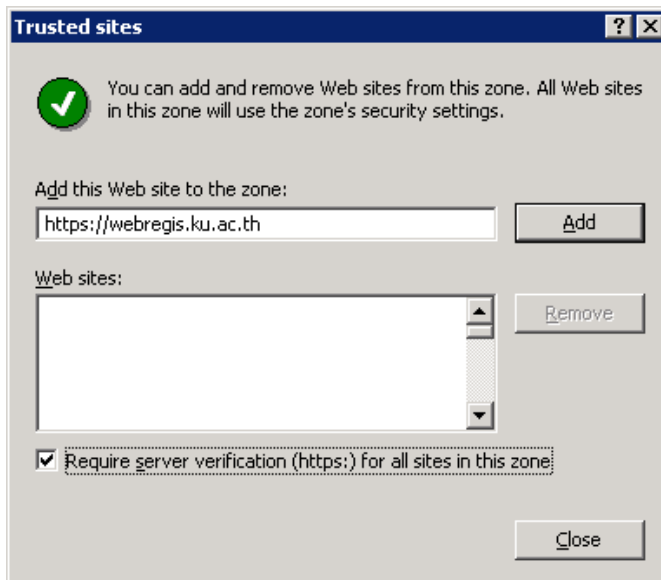 Trusted sites
You can add and remove Web sites from this zone. All Web sites
in this zone will use the zone's security settings.
Add this Web site to the zone:
https://webregis.ku.ac.th
Add
Web sites:
Remove
Require server verification (https:) for all sites in this zone
Close